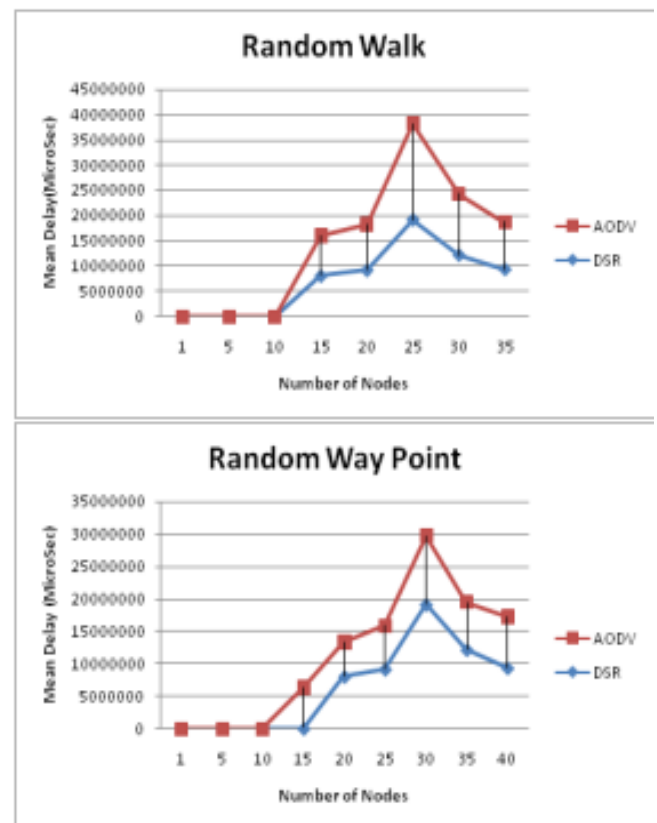 Random Walk
Mean Delay(MicroSec)
45000000
40000000
35000000
30000000
25000000
20000000
15000000
10000000
5000000
0
1 5 10 15 20 25 30 35
Number of Nodes
AODV
DSR
Random Way Point
Mean Delay (MicroSec)
35000000
30000000
25000000
20000000
15000000
10000000
5000000
0
1 5 10 15 20 25 30 35 40
Number of Nodes
AODV
DSR